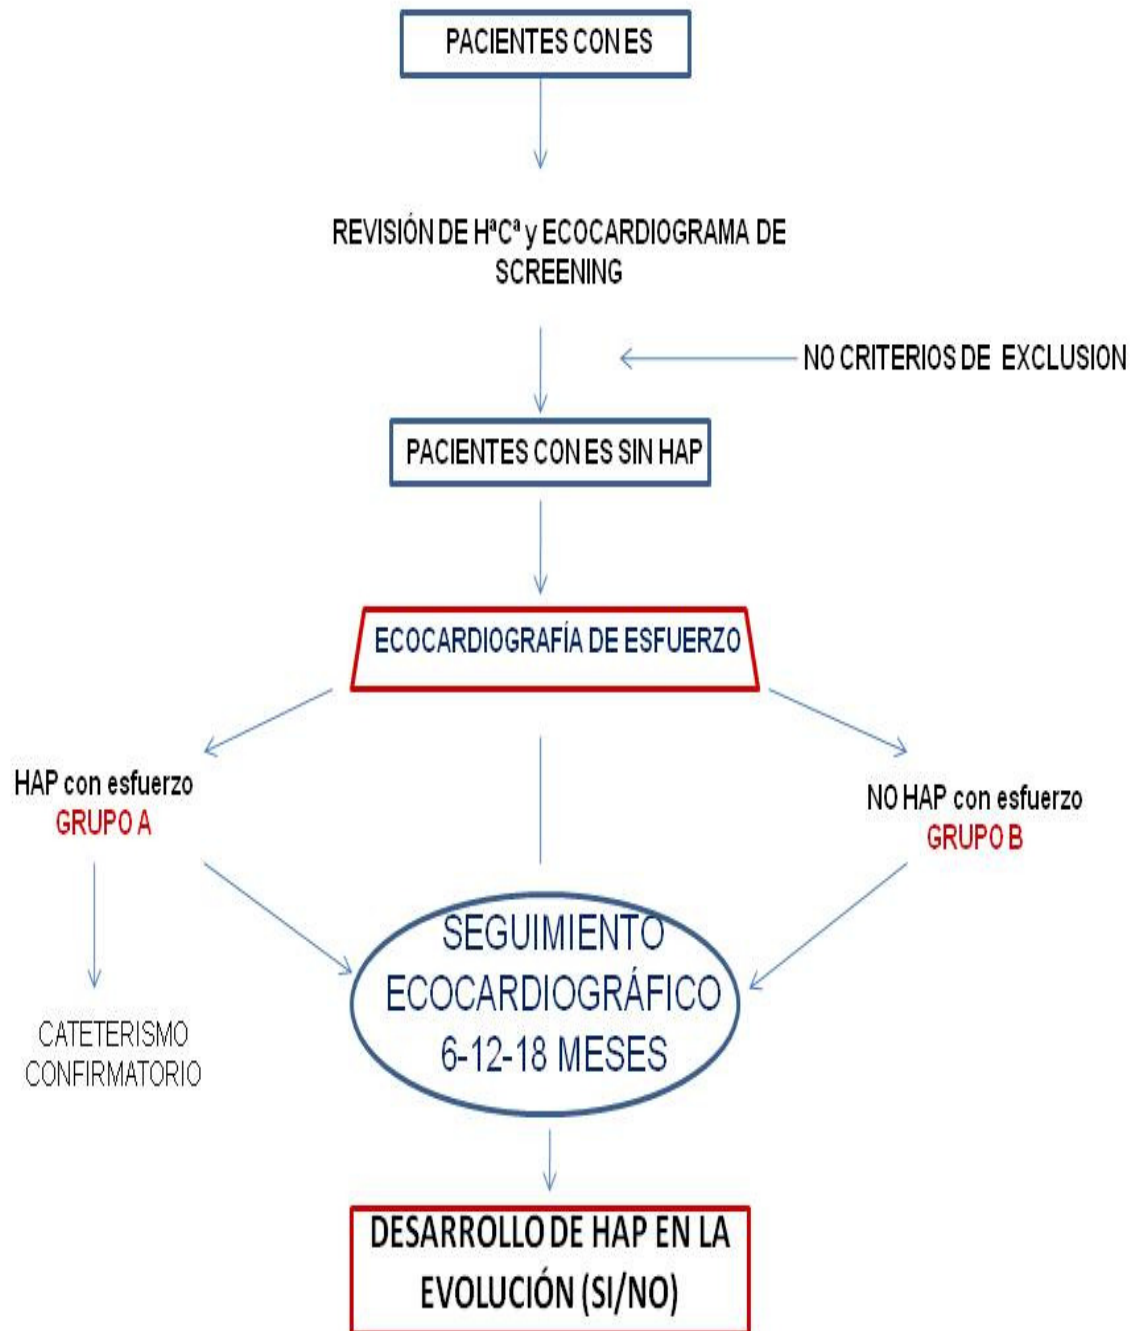 PACIENTES CON ES
REVISIÓN DE HªCª y ECOCARDIOGRAMA DE
SCREENING
NO CRITERIOS DE EXCLUSION
PACIENTES CON ES SIN HAP
ECOCARDIOGRAFÍA DE ESFUERZO
HAP con esfuerzo
GRUPO A
NO HAP con esfuerzo
GRUPO B
SEGUIMIENTO
ECOCARDIOGRÁFICO
6-12-18 MESES
CATETERISMO
CONFIRMATORIO
DESARROLLO DE HAP EN LA
EVOLUCIÓN (SI/NO)